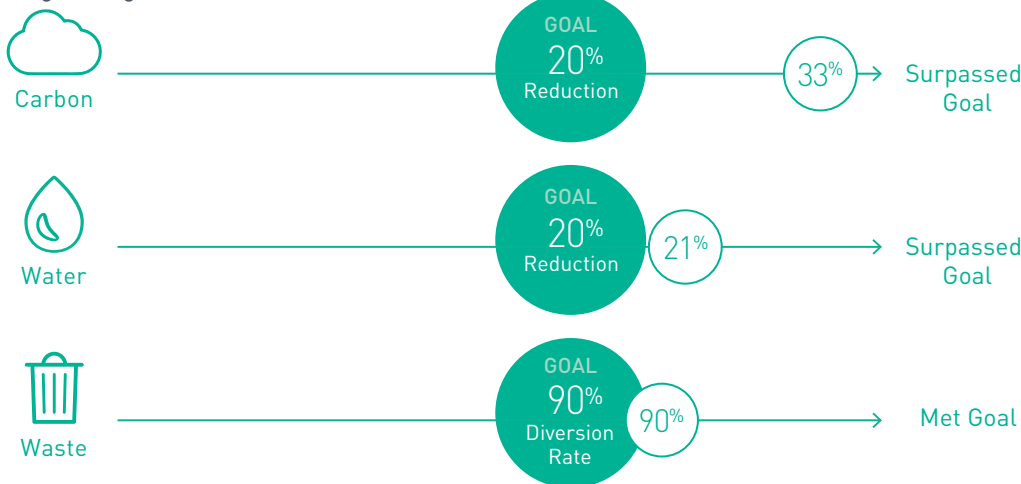 GOAL
20%
Reduction
33%
Surpassed
Goal
Carbon
GOAL
20%
Reduction
21%
Surpassed
Goal
Water
GOAL
90%
Diversion
Rate
90%
Met Goal
Waste